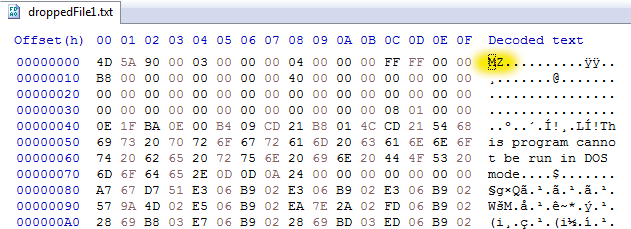 droppedFile1.txt
Offset(h) 00 01 02 03 04 05 06 07 08 09 0A 0B 0C 0D 0E 0F Decoded text
00000000 4D 5A 90 00 03 00 00 00 04 00 00 00 FF FF 00 00 MZ..........ÿÿ..
00000010 B8 00 00 00 00 00 00 00 40 00 00 00 00 00 00 00 ¸.......@.......
00000020 00 00 00 00 00 00 00 00 00 00 00 00 00 00 00 00 ................
00000030 00 00 00 00 00 00 00 00 00 00 00 00 08 01 00 00 ................
00000040 0E 1F BA 0E 00 B4 09 CD 21 B8 01 4C CD 21 54 68 ..º..´.Í!¸.LÍ!Th
00000050 69 73 20 70 72 6F 67 72 61 6D 20 63 61 6E 6E 6F is program canno
00000060 74 20 62 65 20 72 75 6E 20 69 6E 20 44 4F 53 20 t be run in DOS
00000070 6D 6F 64 65 2E 0D 0D 0A 24 00 00 00 00 00 00 00 mode....$.......
00000080 A7 67 D7 51 E3 06 B9 02 E3 06 B9 02 E3 06 B9 02 §g×Qã.¹.ã.¹.ã.¹.
00000090 57 9A 4D 02 E5 06 B9 02 EA 7E 2A 02 FD 06 B9 02 WšM.å.¹.ê~*.ý.¹.
000000A0 28 69 B8 03 E7 06 B9 02 28 69 BD 03 ED 06 B9 02 (i¸.ç.¹.(i½.í.¹.